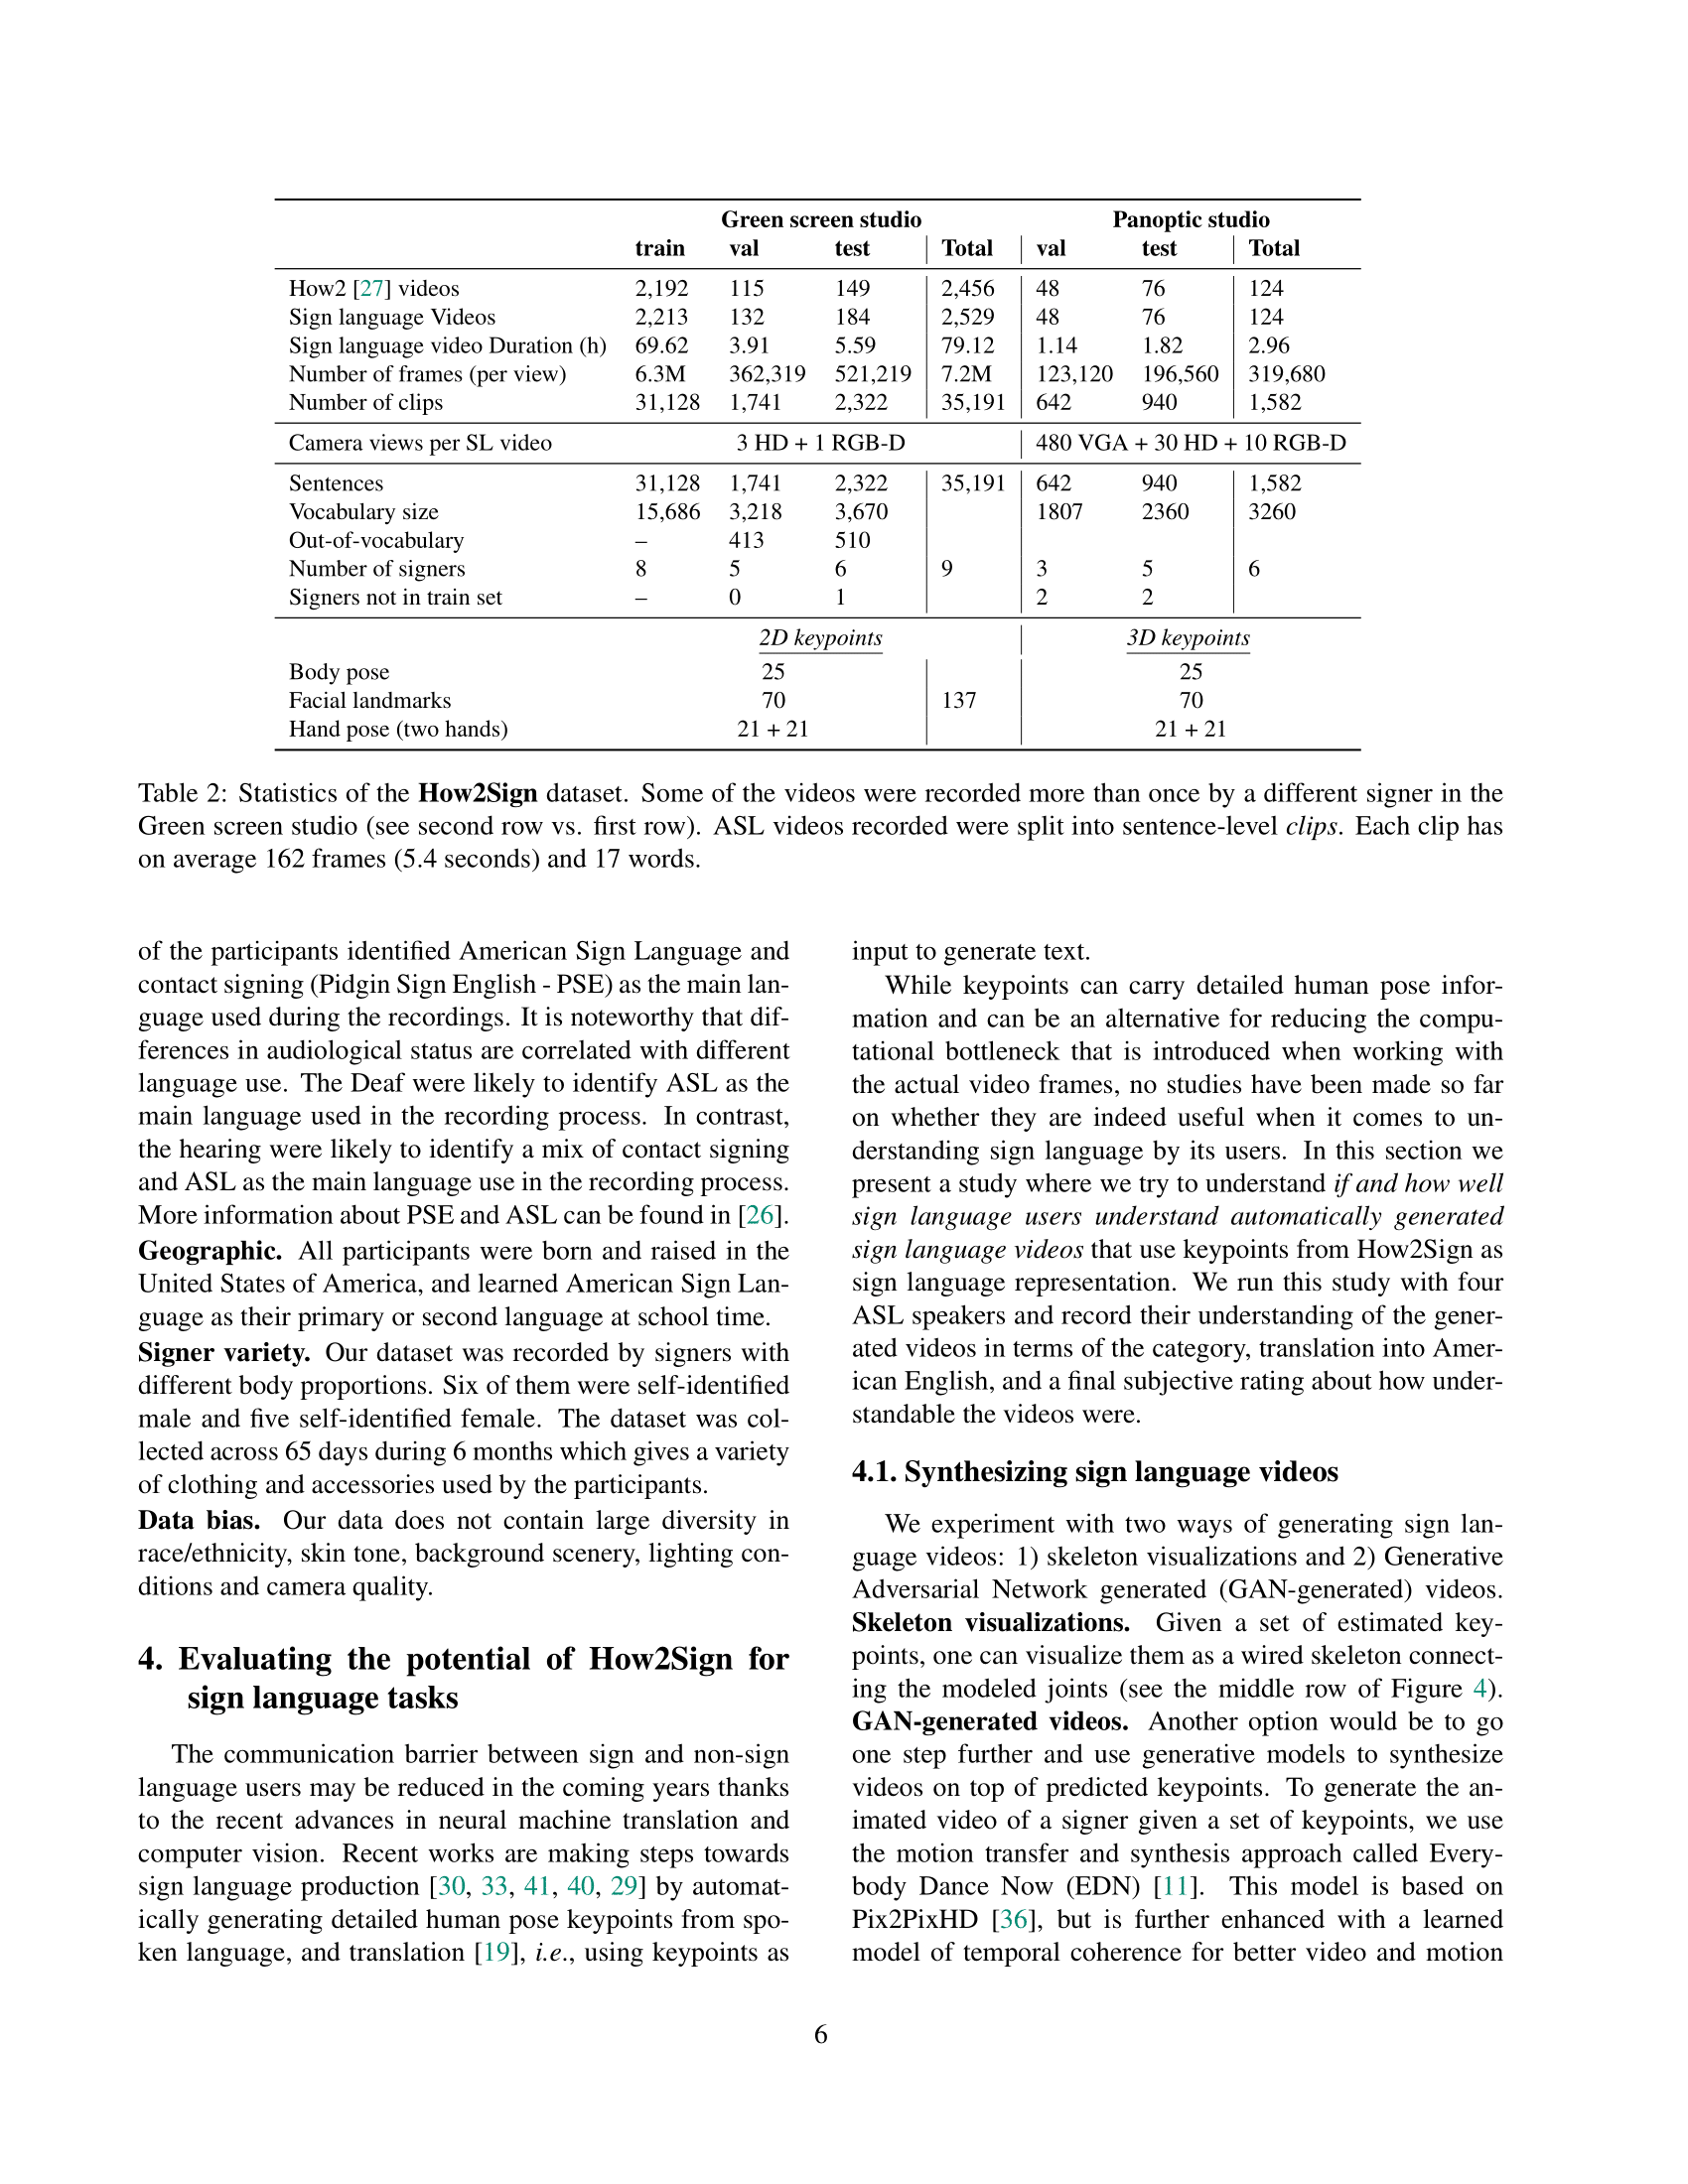 Green screen studio Panoptic studio
train val test Total val test Total
How2 [27] videos 2,192 115 149 2,456 48 76 124
Sign language Videos 2,213 132 184 2,529 48 76 124
Sign language video Duration (h) 69.62 3.91 5.59 79.12 1.14 1.82 2.96
Number of frames (per view) 6.3M 362,319 521,219 7.2M 123,120 196,560 319,680
Number of clips 31,128 1,741 2,322 35,191 642 940 1,582
Camera views per SL video 3 HD + 1 RGB-D 480 VGA + 30 HD + 10 RGB-D
Sentences 31,128 1,741 2,322 35,191 642 940 1,582
Vocabulary size 15,686 3,218 3,670 1807 2360 3260
Out-of-vocabulary – 413 510
Number of signers 8 5 6 9 3 5 6
Signers not in train set – 0 1 2 2
2D keypoints 3D keypoints
Body pose 25 25
Facial landmarks 70 137 70
Hand pose (two hands) 21 + 21 21 + 21
Table 2: Statistics of the How2Sign dataset. Some of the videos were recorded more than once by a different signer in the
Green screen studio (see second row vs. first row). ASL videos recorded were split into sentence-level clips. Each clip has
on average 162 frames (5.4 seconds) and 17 words.
of the participants identified American Sign Language and
contact signing (Pidgin Sign English - PSE) as the main lan-
guage used during the recordings. It is noteworthy that dif-
ferences in audiological status are correlated with different
language use. The Deaf were likely to identify ASL as the
main language used in the recording process. In contrast,
the hearing were likely to identify a mix of contact signing
and ASL as the main language use in the recording process.
More information about PSE and ASL can be found in [26].
Geographic. All participants were born and raised in the
United States of America, and learned American Sign Lan-
guage as their primary or second language at school time.
Signer variety. Our dataset was recorded by signers with
different body proportions. Six of them were self-identified
male and five self-identified female. The dataset was col-
lected across 65 days during 6 months which gives a variety
of clothing and accessories used by the participants.
Data bias. Our data does not contain large diversity in
race/ethnicity, skin tone, background scenery, lighting con-
ditions and camera quality.
4. Evaluating the potential of How2Sign for
sign language tasks
The communication barrier between sign and non-sign
language users may be reduced in the coming years thanks
to the recent advances in neural machine translation and
computer vision. Recent works are making steps towards
sign language production [30, 33, 41, 40, 29] by automat-
ically generating detailed human pose keypoints from spo-
ken language, and translation [19], i.e., using keypoints as
input to generate text.
While keypoints can carry detailed human pose infor-
mation and can be an alternative for reducing the compu-
tational bottleneck that is introduced when working with
the actual video frames, no studies have been made so far
on whether they are indeed useful when it comes to un-
derstanding sign language by its users. In this section we
present a study where we try to understand if and how well
sign language users understand automatically generated
sign language videos that use keypoints from How2Sign as
sign language representation. We run this study with four
ASL speakers and record their understanding of the gener-
ated videos in terms of the category, translation into Amer-
ican English, and a final subjective rating about how under-
standable the videos were.
4.1. Synthesizing sign language videos
We experiment with two ways of generating sign lan-
guage videos: 1) skeleton visualizations and 2) Generative
Adversarial Network generated (GAN-generated) videos.
Skeleton visualizations. Given a set of estimated key-
points, one can visualize them as a wired skeleton connect-
ing the modeled joints (see the middle row of Figure 4).
GAN-generated videos. Another option would be to go
one step further and use generative models to synthesize
videos on top of predicted keypoints. To generate the an-
imated video of a signer given a set of keypoints, we use
the motion transfer and synthesis approach called Every-
body Dance Now (EDN) [11]. This model is based on
Pix2PixHD [36], but is further enhanced with a learned
model of temporal coherence for better video and motion
6